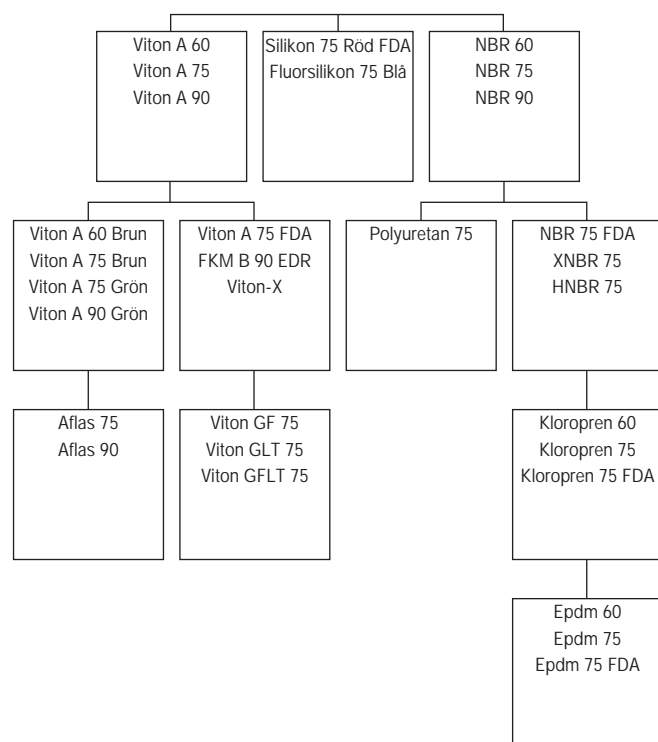 Viton A 60
Viton A 75
Viton A 90
Silikon 75 Röd FDA
Fluorsilikon 75 Blå
NBR 60
NBR 75
NBR 90
Viton A 60 Brun
Viton A 75 Brun
Viton A 75 Grön
Viton A 90 Grön
Viton A 75 FDA
FKM B 90 EDR
Viton-X
Polyuretan 75
NBR 75 FDA
XNBR 75
HNBR 75
Aflas 75
Aflas 90
Viton GF 75
Viton GLT 75
Viton GFLT 75
Kloropren 60
Kloropren 75
Kloropren 75 FDA
Epdm 60
Epdm 75
Epdm 75 FDA